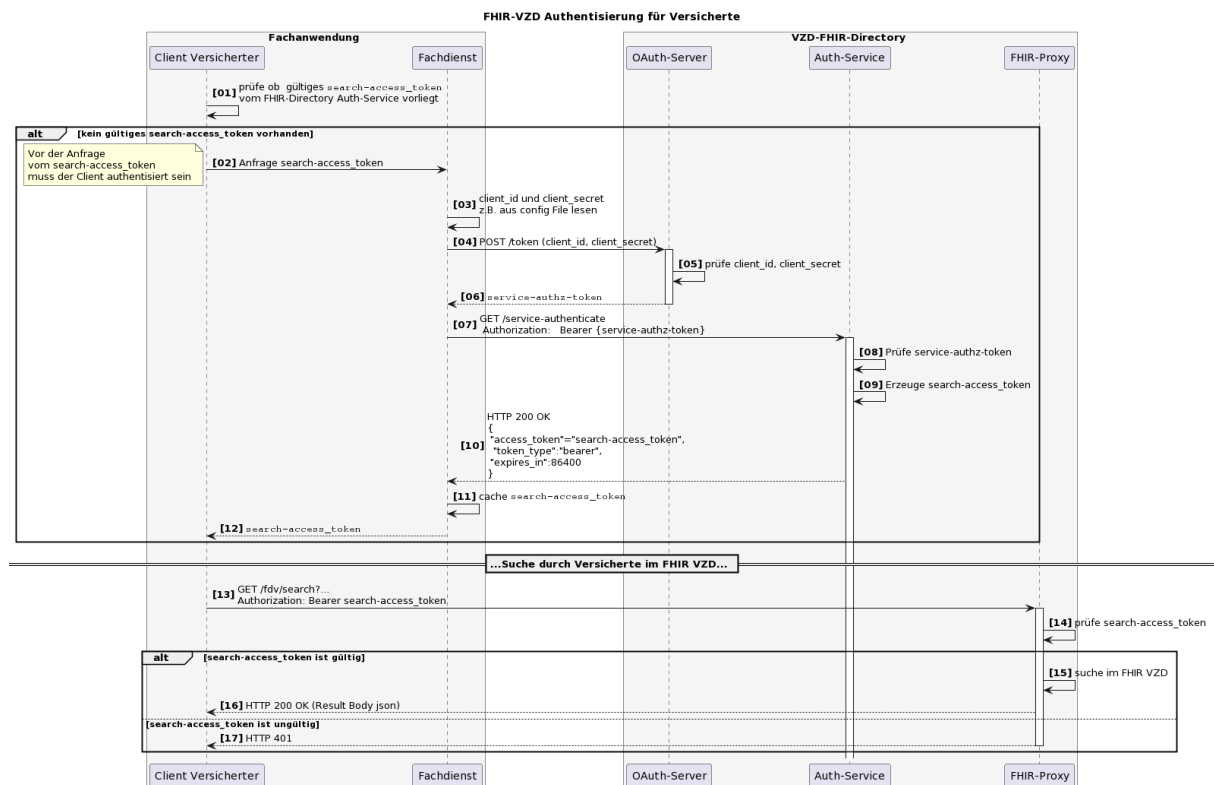 FHIR-VZD Authentisierung für Versicherte
Fachanwendung
VZD-FHIR-Directory
Client Versicherter
Fachdienst
OAuth-Server
Auth-Service
FHIR-Proxy
[01] prüfe ob  gültiges search-access_token
vom FHIR-Directory Auth-Service vorliegt
alt [kein gültiges search-access_token vorhanden]
Vor der Anfrage
vom search-access_token
muss der Client authentisiert sein
[02] Anfrage search-access_token
[03] client_id und client_secret
z.B. aus config File lesen
[04] POST /token (client_id, client_secret)
[05] prüfe client_id, client_secret
[06] service-authz-token
[07] GET /service-authenticate
Authorization:   Bearer {service-authz-token}
[08] Prüfe service-authz-token
[09] Erzeuge search-access_token
HTTP 200 OK
{
"access_token"="search-access_token",
[10] "token_type":"bearer",
"expires_in":86400
}
[11] cache search-access_token
[12] search-access_token
...Suche durch Versicherte im FHIR VZD...
[13] GET /fdv/search?...
Authorization: Bearer search-access_token
[14] prüfe search-access_token
alt [search-access_token ist gültig]
[15] suche im FHIR VZD
[16] HTTP 200 OK (Result Body json)
[search-access_token ist ungültig]
[17] HTTP 401
Client Versicherter
Fachdienst
OAuth-Server
Auth-Service
FHIR-Proxy